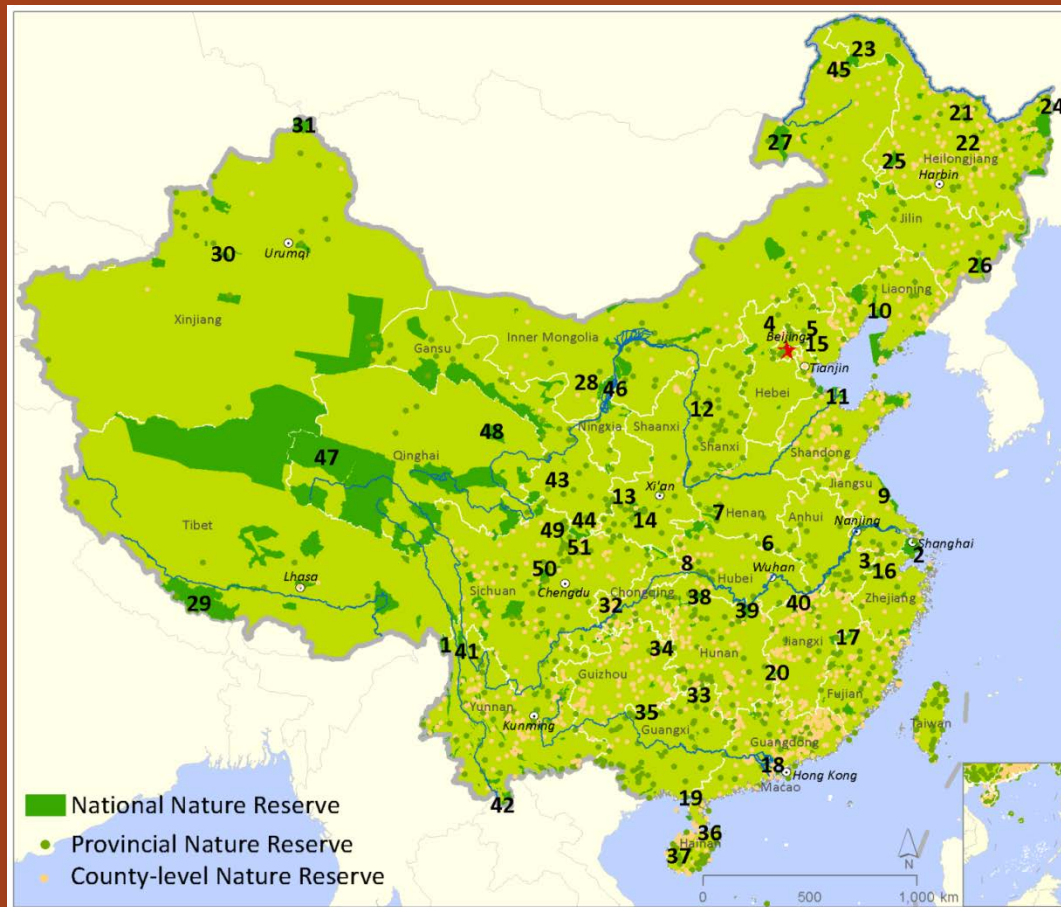 23
45
24
31
21
27
22
25
Heilongjiang
Harbin
Jilin
30
Urumqi
26
Liaoning
10
Xinjiang
Inner Mongolia
4
5
Beijing
15
Gansu
Tianjin
28
46
Hebei
11
12
Ningxia
Shaanxi
48
Shanxi
47
Qinghai
Shandong
43
Xi'an
Jiangsu
13
9
7
Henan
Tibet
44
14
Anhui
Nanjing
49
51
6
Shanghai
2
50
8
Wuhan
3
16
Lhasa
Chengdu
Hubei
Sichuan
Chongqing
29
32
38
39
40
Zhejiang
1
41
34
Jiangxi
17
Hunan
Guizhou
20
33
Fujian
Yunnan
35
Kunming
Guangxi
Taiwan
Guangdong
18
Hong Kong
Macao
42
19
National Nature Reserve
36
Hainan
Provincial Nature Reserve
37
N
County-level Nature Reserve
0
500
1,000 km